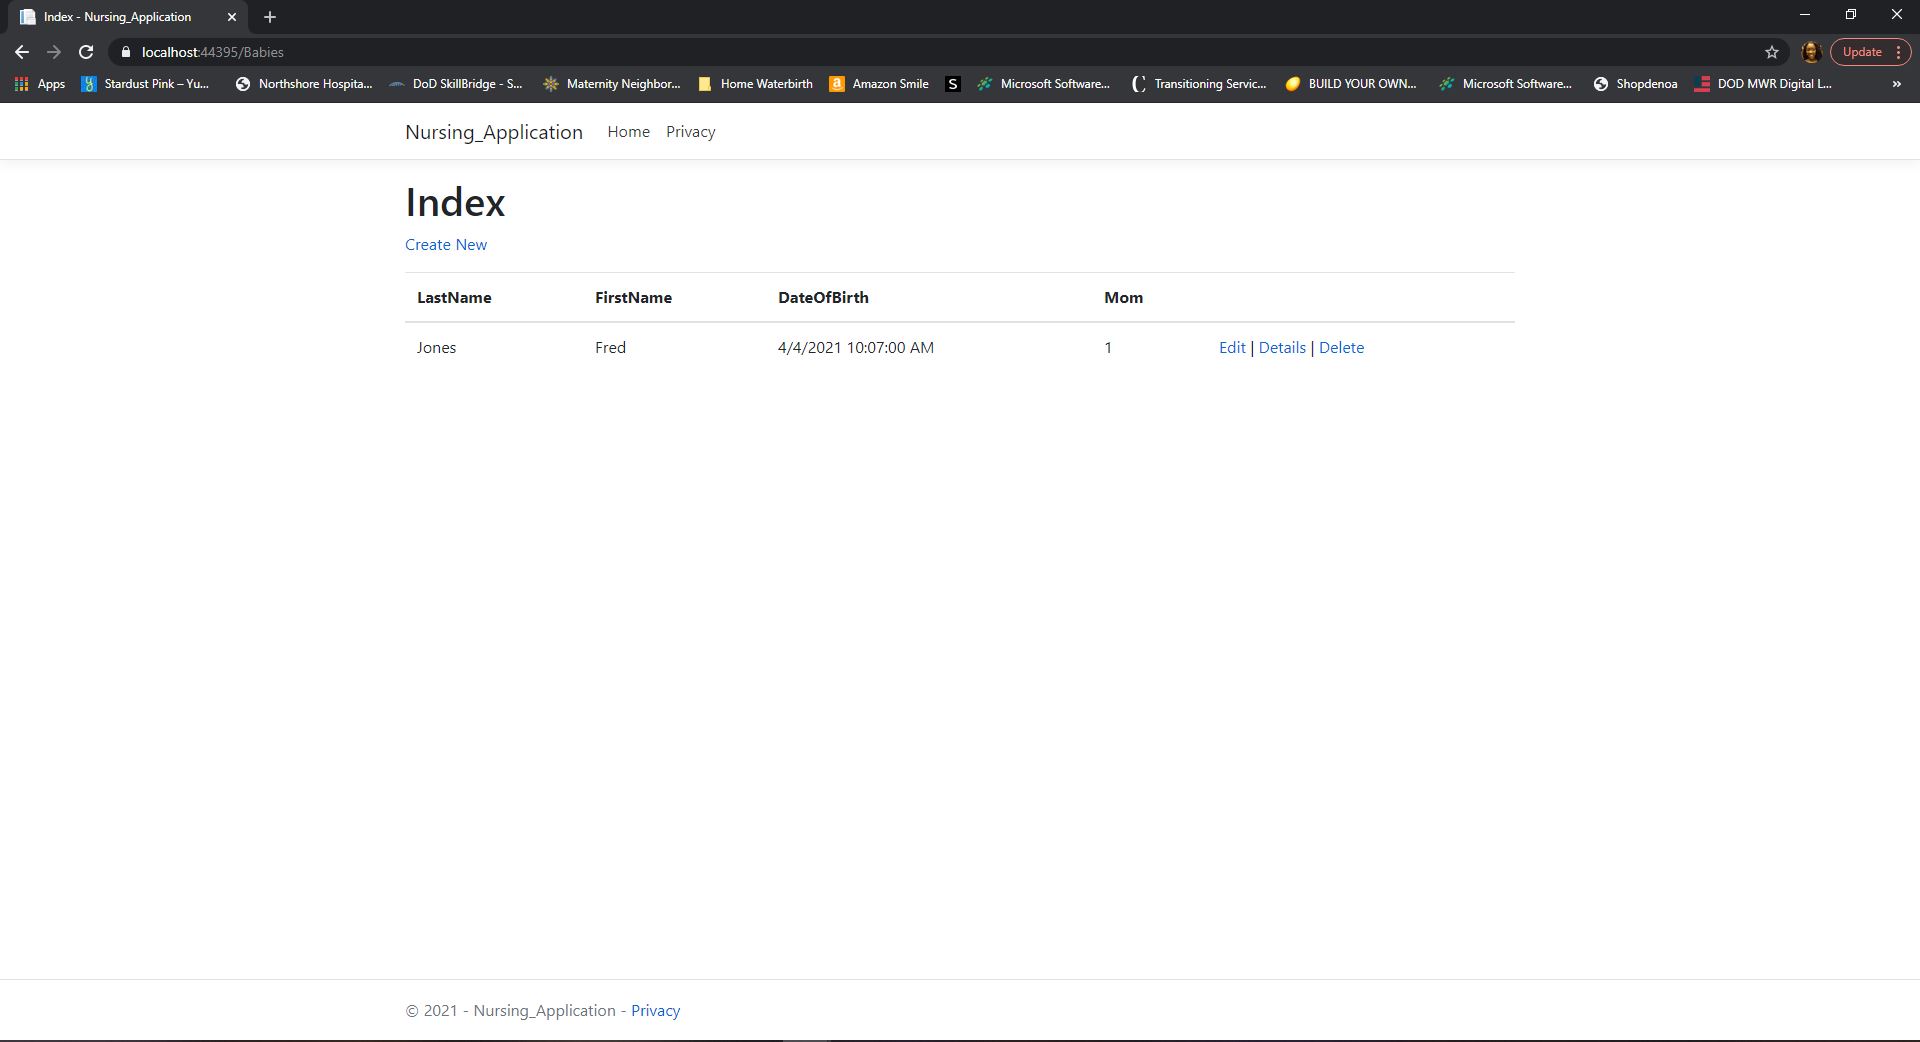 Index - Nursing_Application
localhost:44395/Babies
Update
Apps Stardust Pink – Yu... Northshore Hospita... DoD SkillBridge - S... Maternity Neighbor... Home Waterbirth a Amazon Smile S Microsoft Software... Transitioning Servic... BUILD YOUR OWN... Microsoft Software... Shopdenoa DOD MWR Digital L... »
Nursing_Application Home Privacy
Index
Create New
LastName FirstName DateOfBirth Mom
Jones Fred 4/4/2021 10:07:00 AM 1 Edit | Details | Delete
© 2021 - Nursing_Application - Privacy